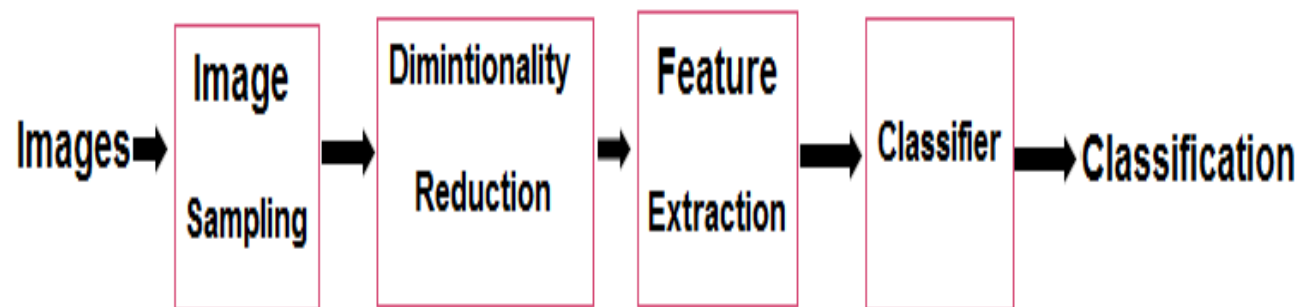 Images
Image
Sampling
Dimintionality
Reduction
Feature
Extraction
Classifier
Classification